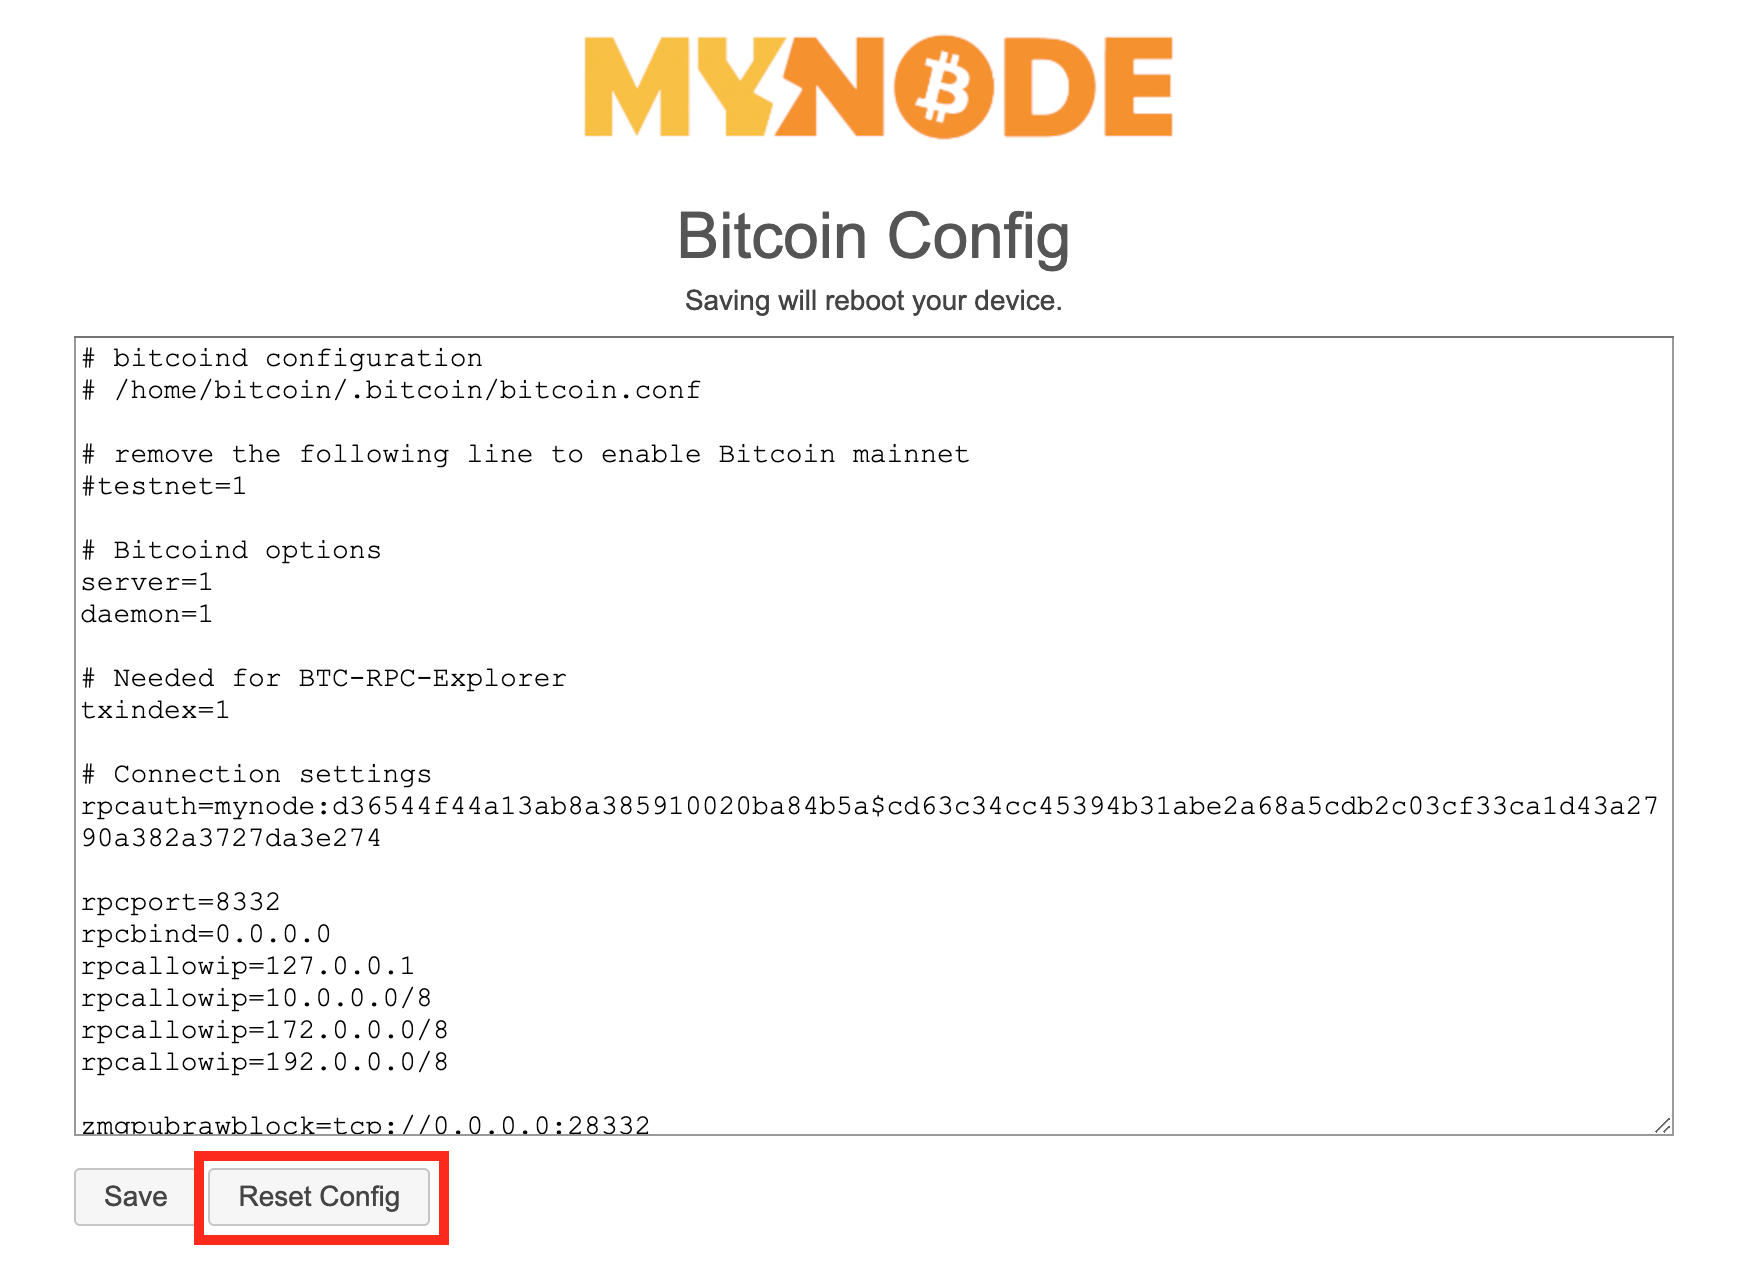 MYNODE
Bitcoin Config
Saving will reboot your device.
# bitcoind configuration
# /home/bitcoin/.bitcoin/bitcoin.conf
# remove the following line to enable Bitcoin mainnet
#testnet=1
# Bitcoind options
server=1
daemon=1
# Needed for BTC-RPC-Explorer
txindex=1
# Connection settings
rpcauth=mynode:d36544f44a13ab8a385910020ba84b5a$cd63c34cc45394b31abe2a68a5cdb2c03cf33ca1d43a27
90a382a3727da3e274
rpcport=8332
rpcbind=0.0.0.0
rpcallowip=127.0.0.1
rpcallowip=10.0.0.0/8
rpcallowip=172.0.0.0/8
rpcallowip=192.0.0.0/8
zmqpubrawblock=tcp://0.0.0.0:28332
Save
Reset Config